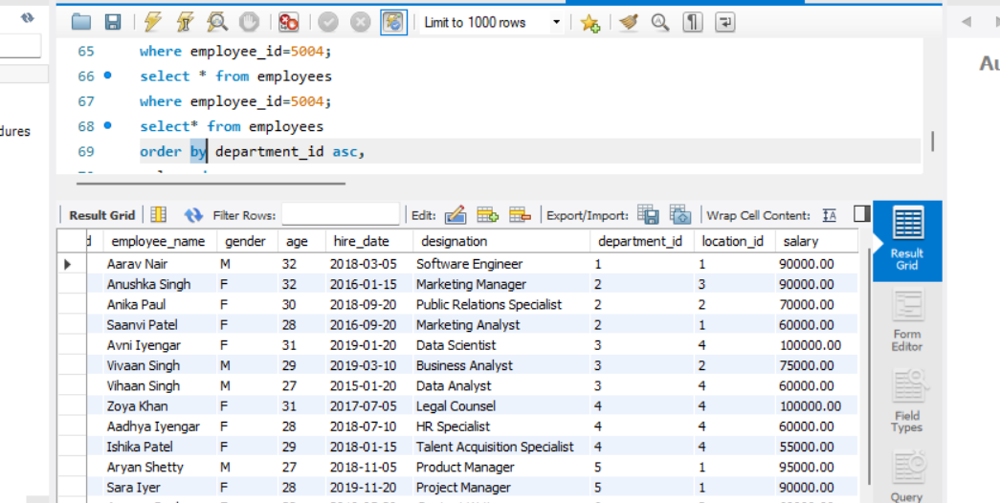 Limit to 1000 rows
Au
65 where employee_id=5004;
66 select * from employees
67 where employee_id=5004;
dures
68 select* from employees
69 order by department_id asc,
Result Grid Filter Rows: Edit: Export/Import: Wrap Cell Content:
d employee_name gender age hire_date designation department_id location_id salary
Aarav Nair M 32 2018-03-05 Software Engineer 1 1 90000.00
Anushka Singh F 32 2016-01-15 Marketing Manager 2 3 90000.00
Anika Paul F 30 2018-09-20 Public Relations Specialist 2 2 70000.00
Saanvi Patel F 28 2016-09-20 Marketing Analyst 2 1 60000.00
Avni Iyengar F 31 2019-01-20 Data Scientist 3 4 100000.00
Vivaan Singh M 29 2019-03-10 Business Analyst 3 2 75000.00
Vihaan Singh M 27 2015-01-20 Data Analyst 3 4 60000.00
Zoya Khan F 31 2017-07-05 Legal Counsel 4 4 100000.00
Aadhya Iyengar F 28 2018-07-10 HR Specialist 4 4 60000.00
Ishika Patel F 29 2018-01-15 Talent Acquisition Specialist 4 4 55000.00
Aryan Shetty M 27 2018-11-05 Product Manager 5 1 95000.00
Sara Iyer F 28 2019-11-20 Project Manager 5 1 90000.00
Result
Grid
Form
Editor
Field
Types
Query